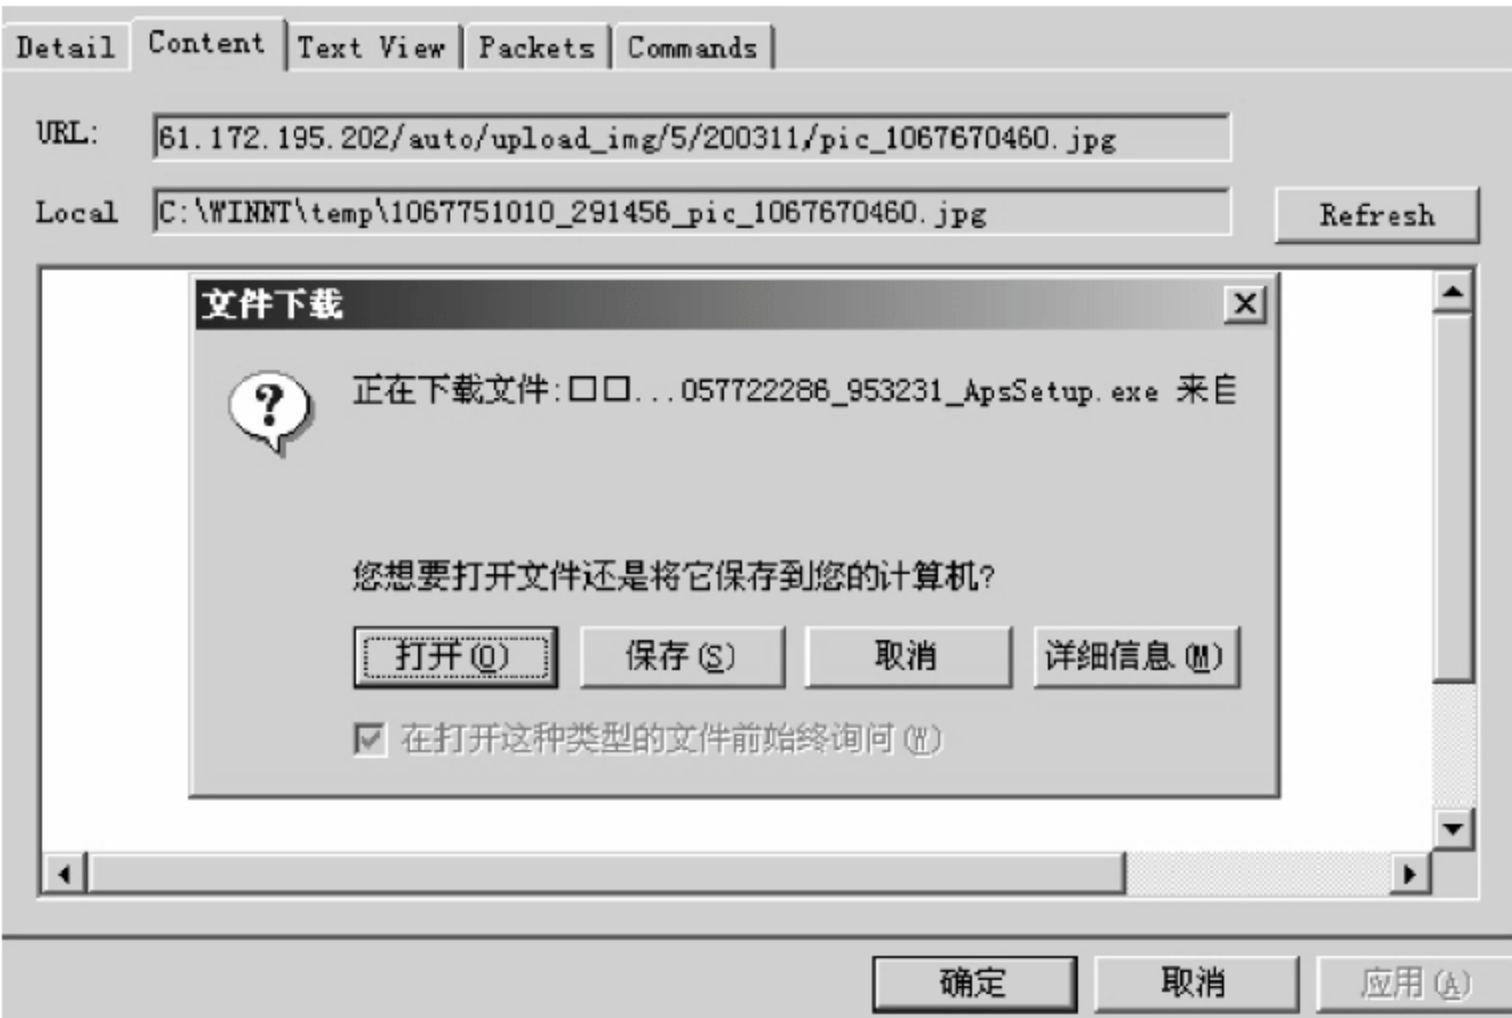 Detail Content Text View Packets Commands
URL: 61.172.195.202/auto/upload_img/5/200311/pic_1067670460.jpg
Local C:\WINNT\temp\1067751010_291456_pic_1067670460.jpg Refresh
文件下载
正在下载文件:口口...057722286_953231_ApsSetup.exe 来自
您想要打开文件还是将它保存到您的计算机?
打开(O) 保存(S) 取消 详细信息(M)
在打开这种类型的文件前始终询问(W)
确定 取消 应用(A)